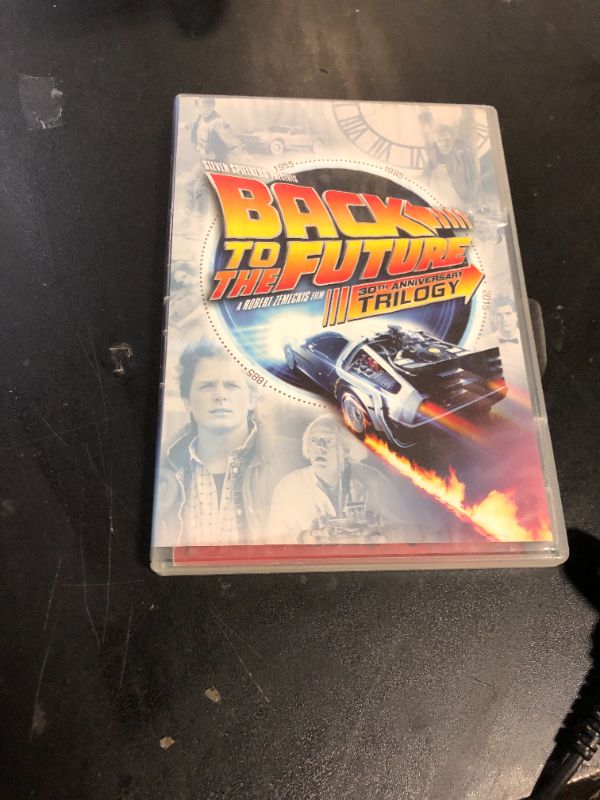 STEVEN SPIELBERG PRESENTS
1955
1985
BACK
TO
THE FUTURE
2015
30TH ANNIVERSARY
TRILOGY
A ROBERT ZEMECKIS FILM
1885